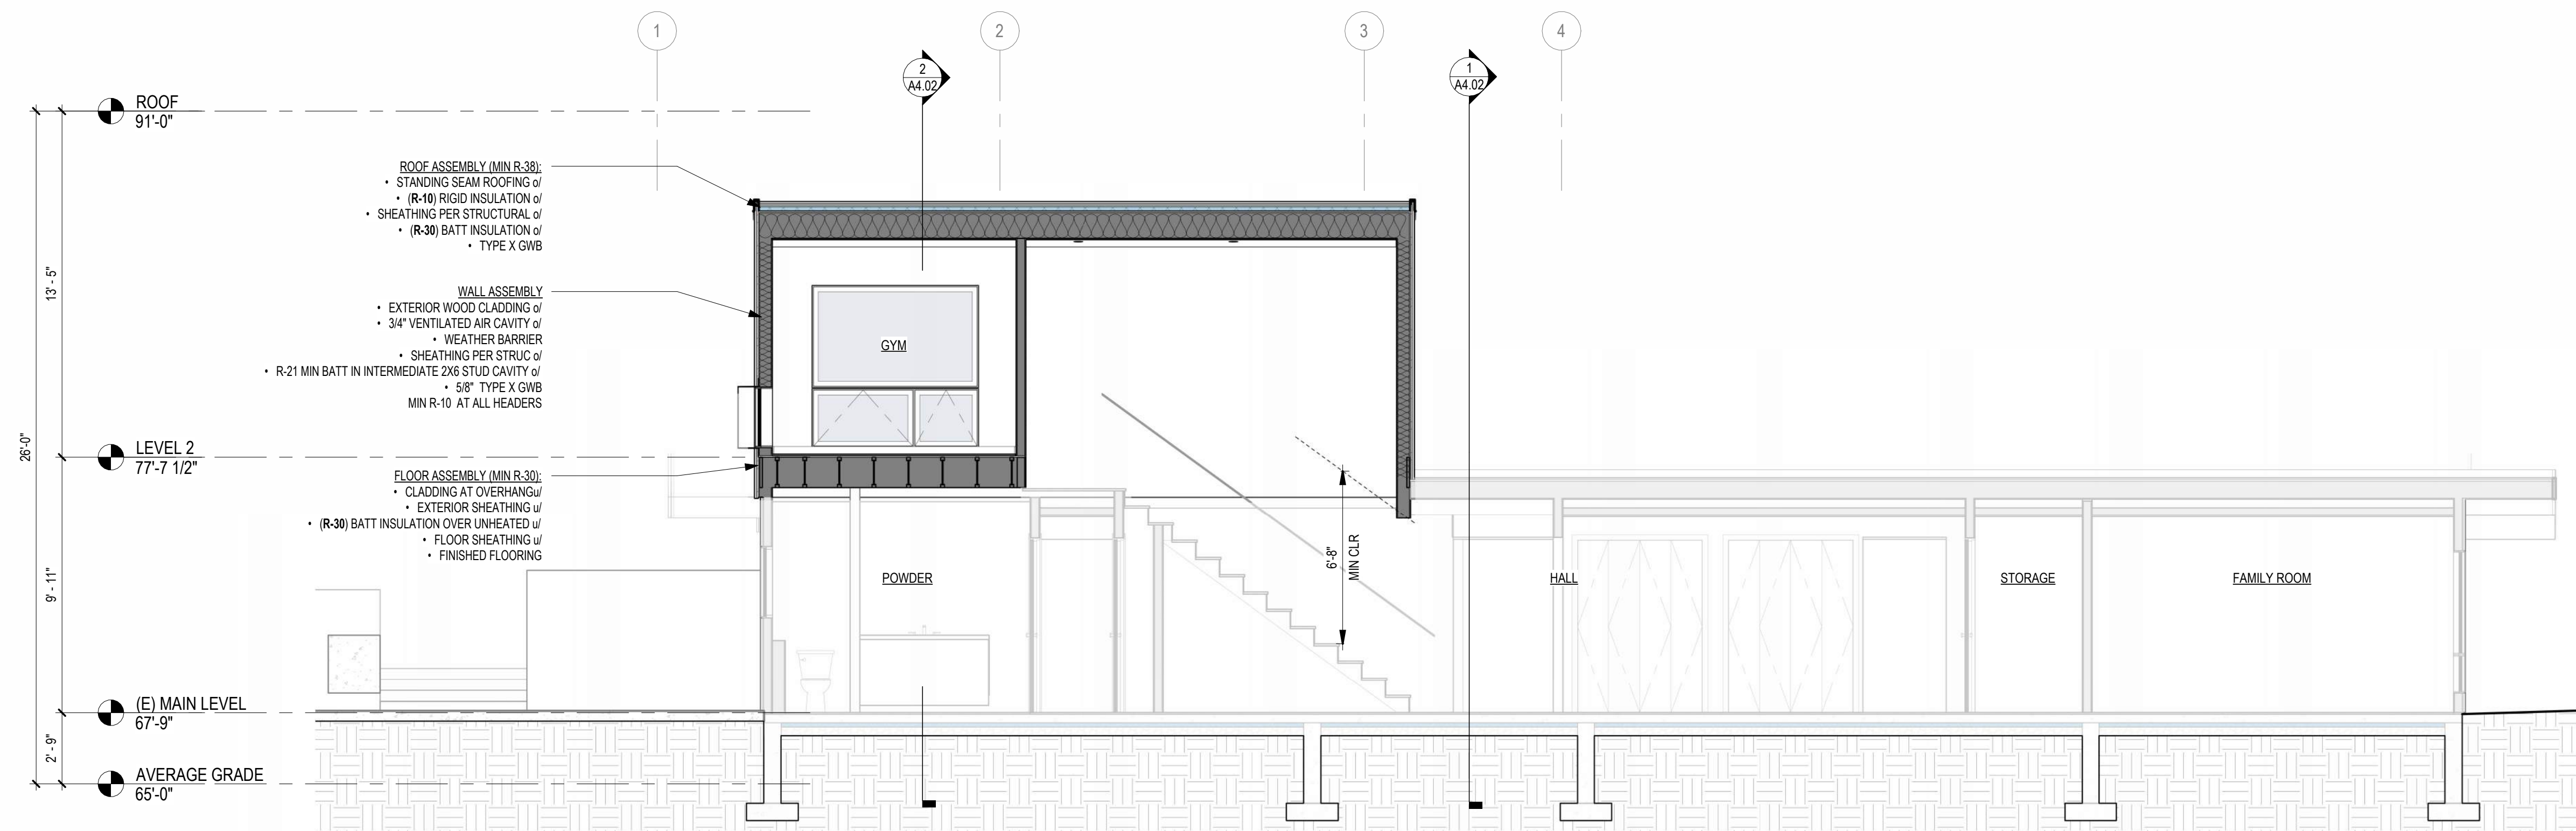 1
2
3
4
2
A4.02
1
A4.02
ROOF
91'-0"
ROOF ASSEMBLY (MIN R-38):
• STANDING SEAM ROOFING o/
• (R-10) RIGID INSULATION o/
• SHEATHING PER STRUCTURAL o/
• (R-30) BATT INSULATION o/
• TYPE X GWB
13' - 5"
WALL ASSEMBLY
• EXTERIOR WOOD CLADDING o/
• 3/4" VENTILATED AIR CAVITY o/
• WEATHER BARRIER
• SHEATHING PER STRUC o/
• R-21 MIN BATT IN INTERMEDIATE 2X6 STUD CAVITY o/
• 5/8" TYPE X GWB
MIN R-10 AT ALL HEADERS
GYM
26'-0"
LEVEL 2
77'-7 1/2"
FLOOR ASSEMBLY (MIN R-30):
• CLADDING AT OVERHANGu/
• EXTERIOR SHEATHING u/
• (R-30) BATT INSULATION OVER UNHEATED u/
• FLOOR SHEATHING u/
• FINISHED FLOORING
9' - 11"
POWDER
6'-8"
MIN CLR
HALL
STORAGE
FAMILY ROOM
(E) MAIN LEVEL
67'-9"
2' - 9"
AVERAGE GRADE
65'-0"